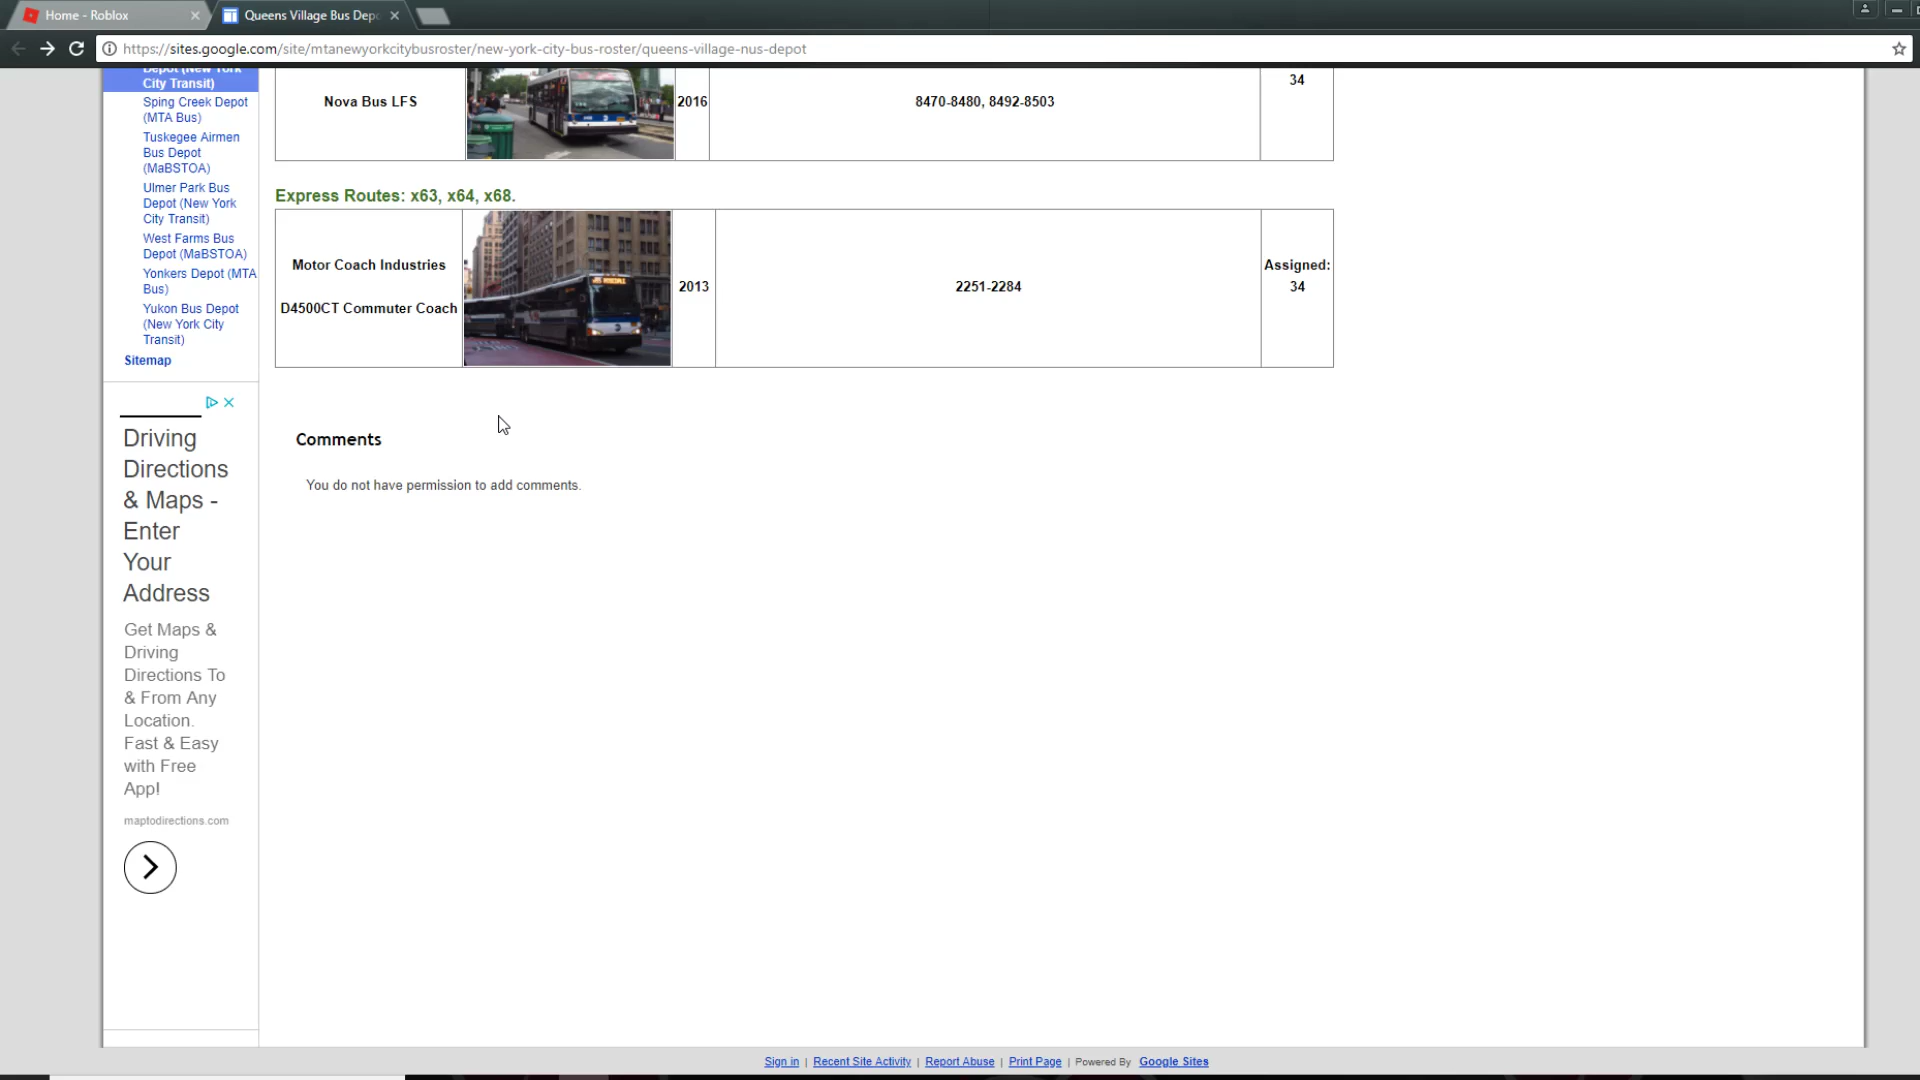 Home - Roblox
Queens Village Bus Depo
https://sites.google.com/site/mtanewyorkcitybusroster/new-york-city-bus-roster/queens-village-nus-depot
Depot (New York
City Transit)
Sping Creek Depot
(MTA Bus)
Tuskegee Airmen
Bus Depot
(MaBSTOA)
Ulmer Park Bus
Depot (New York
City Transit)
West Farms Bus
Depot (MaBSTOA)
Yonkers Depot (MTA
Bus)
Yukon Bus Depot
(New York City
Transit)
Sitemap
Driving
Directions
& Maps -
Enter
Your
Address
Get Maps &
Driving
Directions To
& From Any
Location.
Fast & Easy
with Free
App!
maptodirections.com
Nova Bus LFS
2016
8470-8480, 8492-8503
34
Express Routes: x63, x64, x68.
Motor Coach Industries
D4500CT Commuter Coach
2013
2251-2284
Assigned:
34
Comments
You do not have permission to add comments.
Sign in | Recent Site Activity | Report Abuse | Print Page | Powered By Google Sites